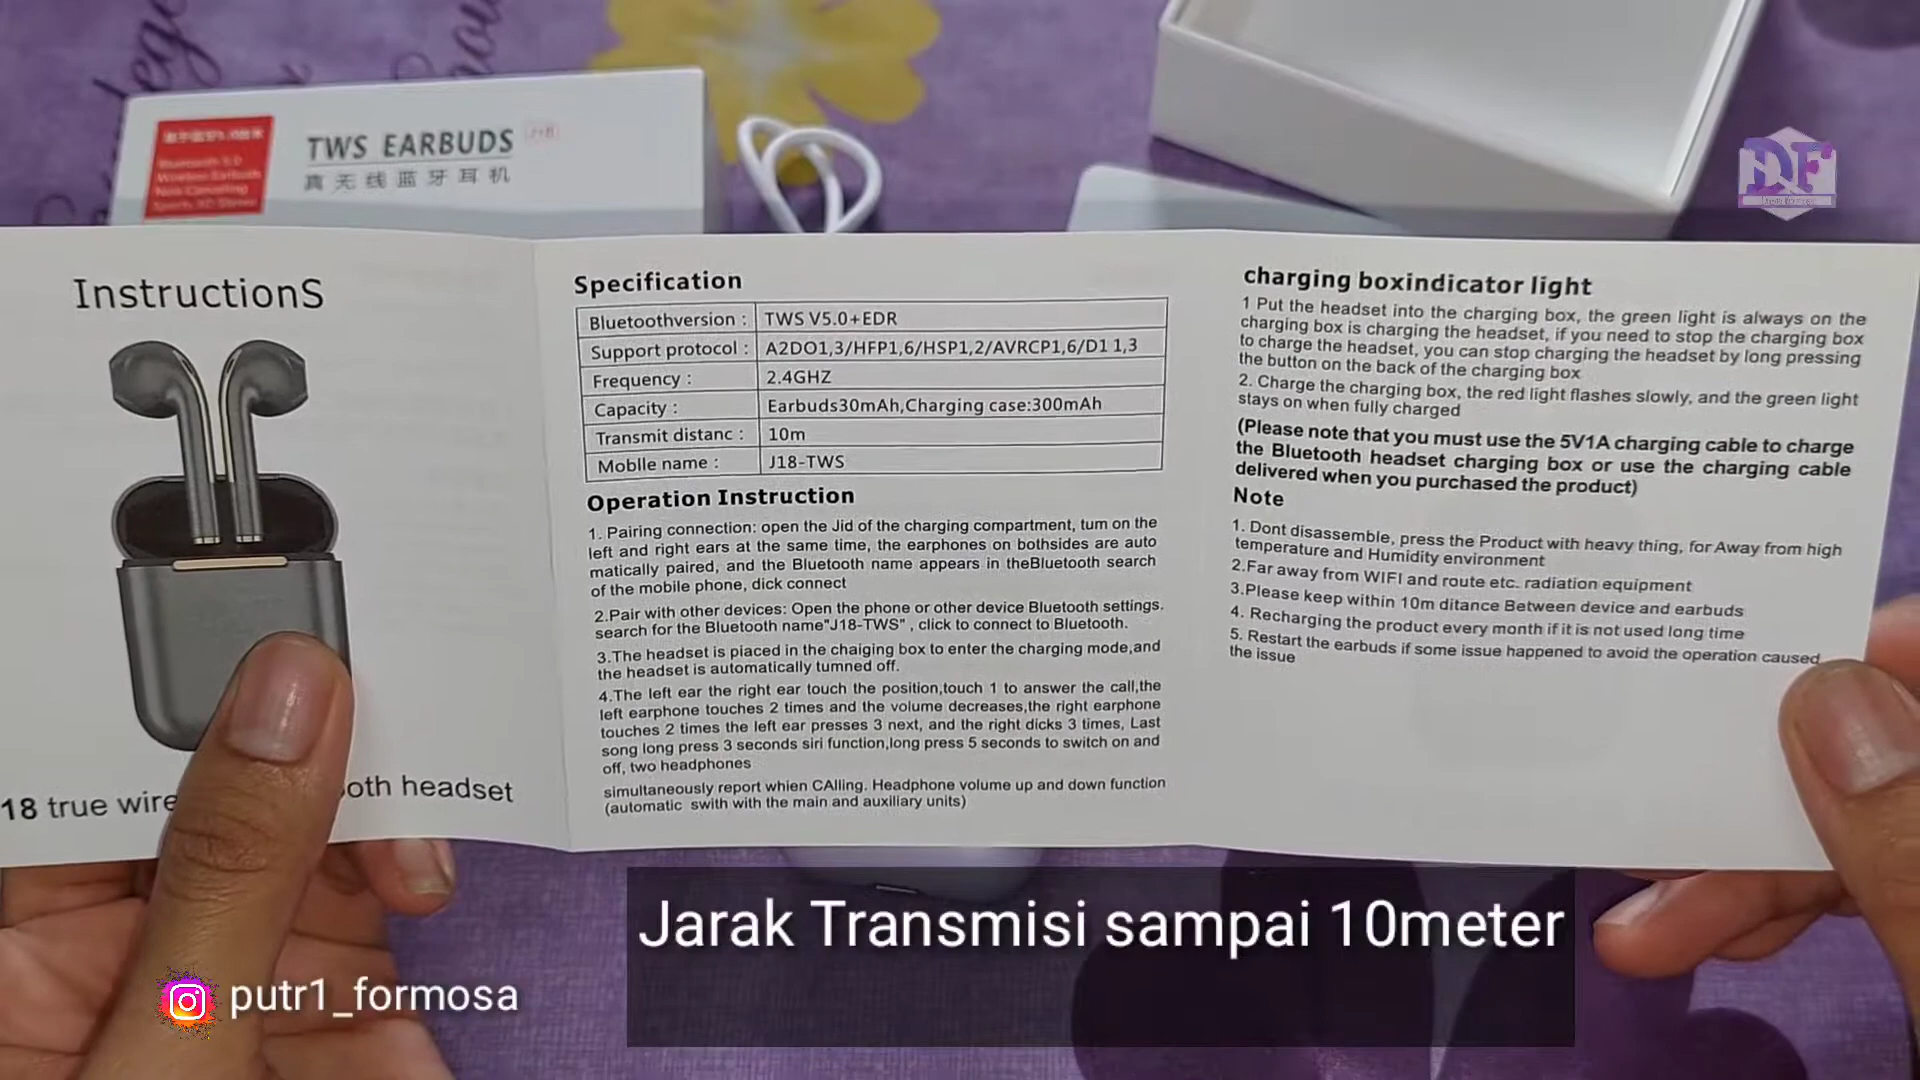 TWS EARBUDS
真无线蓝牙耳机
DF
InstructionS
18 true wire
oth headset
Specification
Bluetoothversion : TWS V5.0+EDR
Support protocol : A2DO1,3/HFP1,6/HSP1,2/AVRCP1,6/D1 1,3
Frequency : 2.4GHZ
Capacity : Earbuds30mAh,Charging case:300mAh
Transmit distanc : 10m
Moblle name : J18-TWS
Operation Instruction
1. Pairing connection: open the Jid of the charging compartment, tum on the
left and right ears at the same time, the earphones on bothsides are auto
matically paired, and the Bluetooth name appears in theBluetooth search
of the mobile phone, dick connect
2.Pair with other devices: Open the phone or other device Bluetooth settings.
search for the Bluetooth name"J18-TWS" , click to connect to Bluetooth.
3.The headset is placed in the chaiging box to enter the charging mode,and
the headset is automatically tumned off.
4.The left ear the right ear touch the position,touch 1 to answer the call,the
left earphone touches 2 times and the volume decreases,the right earphone
touches 2 times the left ear presses 3 next, and the right dicks 3 times, Last
song long press 3 seconds siri function,long press 5 seconds to switch on and
off, two headphones
simultaneously report whien CAlling. Headphone volume up and down function
(automatic swith with the main and auxiliary units)
charging boxindicator light
1 Put the headset into the charging box, the green light is always on the
charging box is charging the headset, if you need to stop the charging box
to charge the headset, you can stop charging the headset by long pressing
the button on the back of the charging box
2. Charge the charging box, the red light flashes slowly, and the green light
stays on when fully charged
(Please note that you must use the 5V1A charging cable to charge
the Bluetooth headset charging box or use the charging cable
delivered when you purchased the product)
Note
1. Dont disassemble, press the Product with heavy thing, for Away from high
temperature and Humidity environment
2.Far away from WIFI and route etc. radiation equipment
3.Please keep within 10m ditance Between device and earbuds
4. Recharging the product every month if it is not used long time
5. Restart the earbuds if some issue happened to avoid the operation caused
the issue
Jarak Transmisi sampai 10meter
putr1_formosa